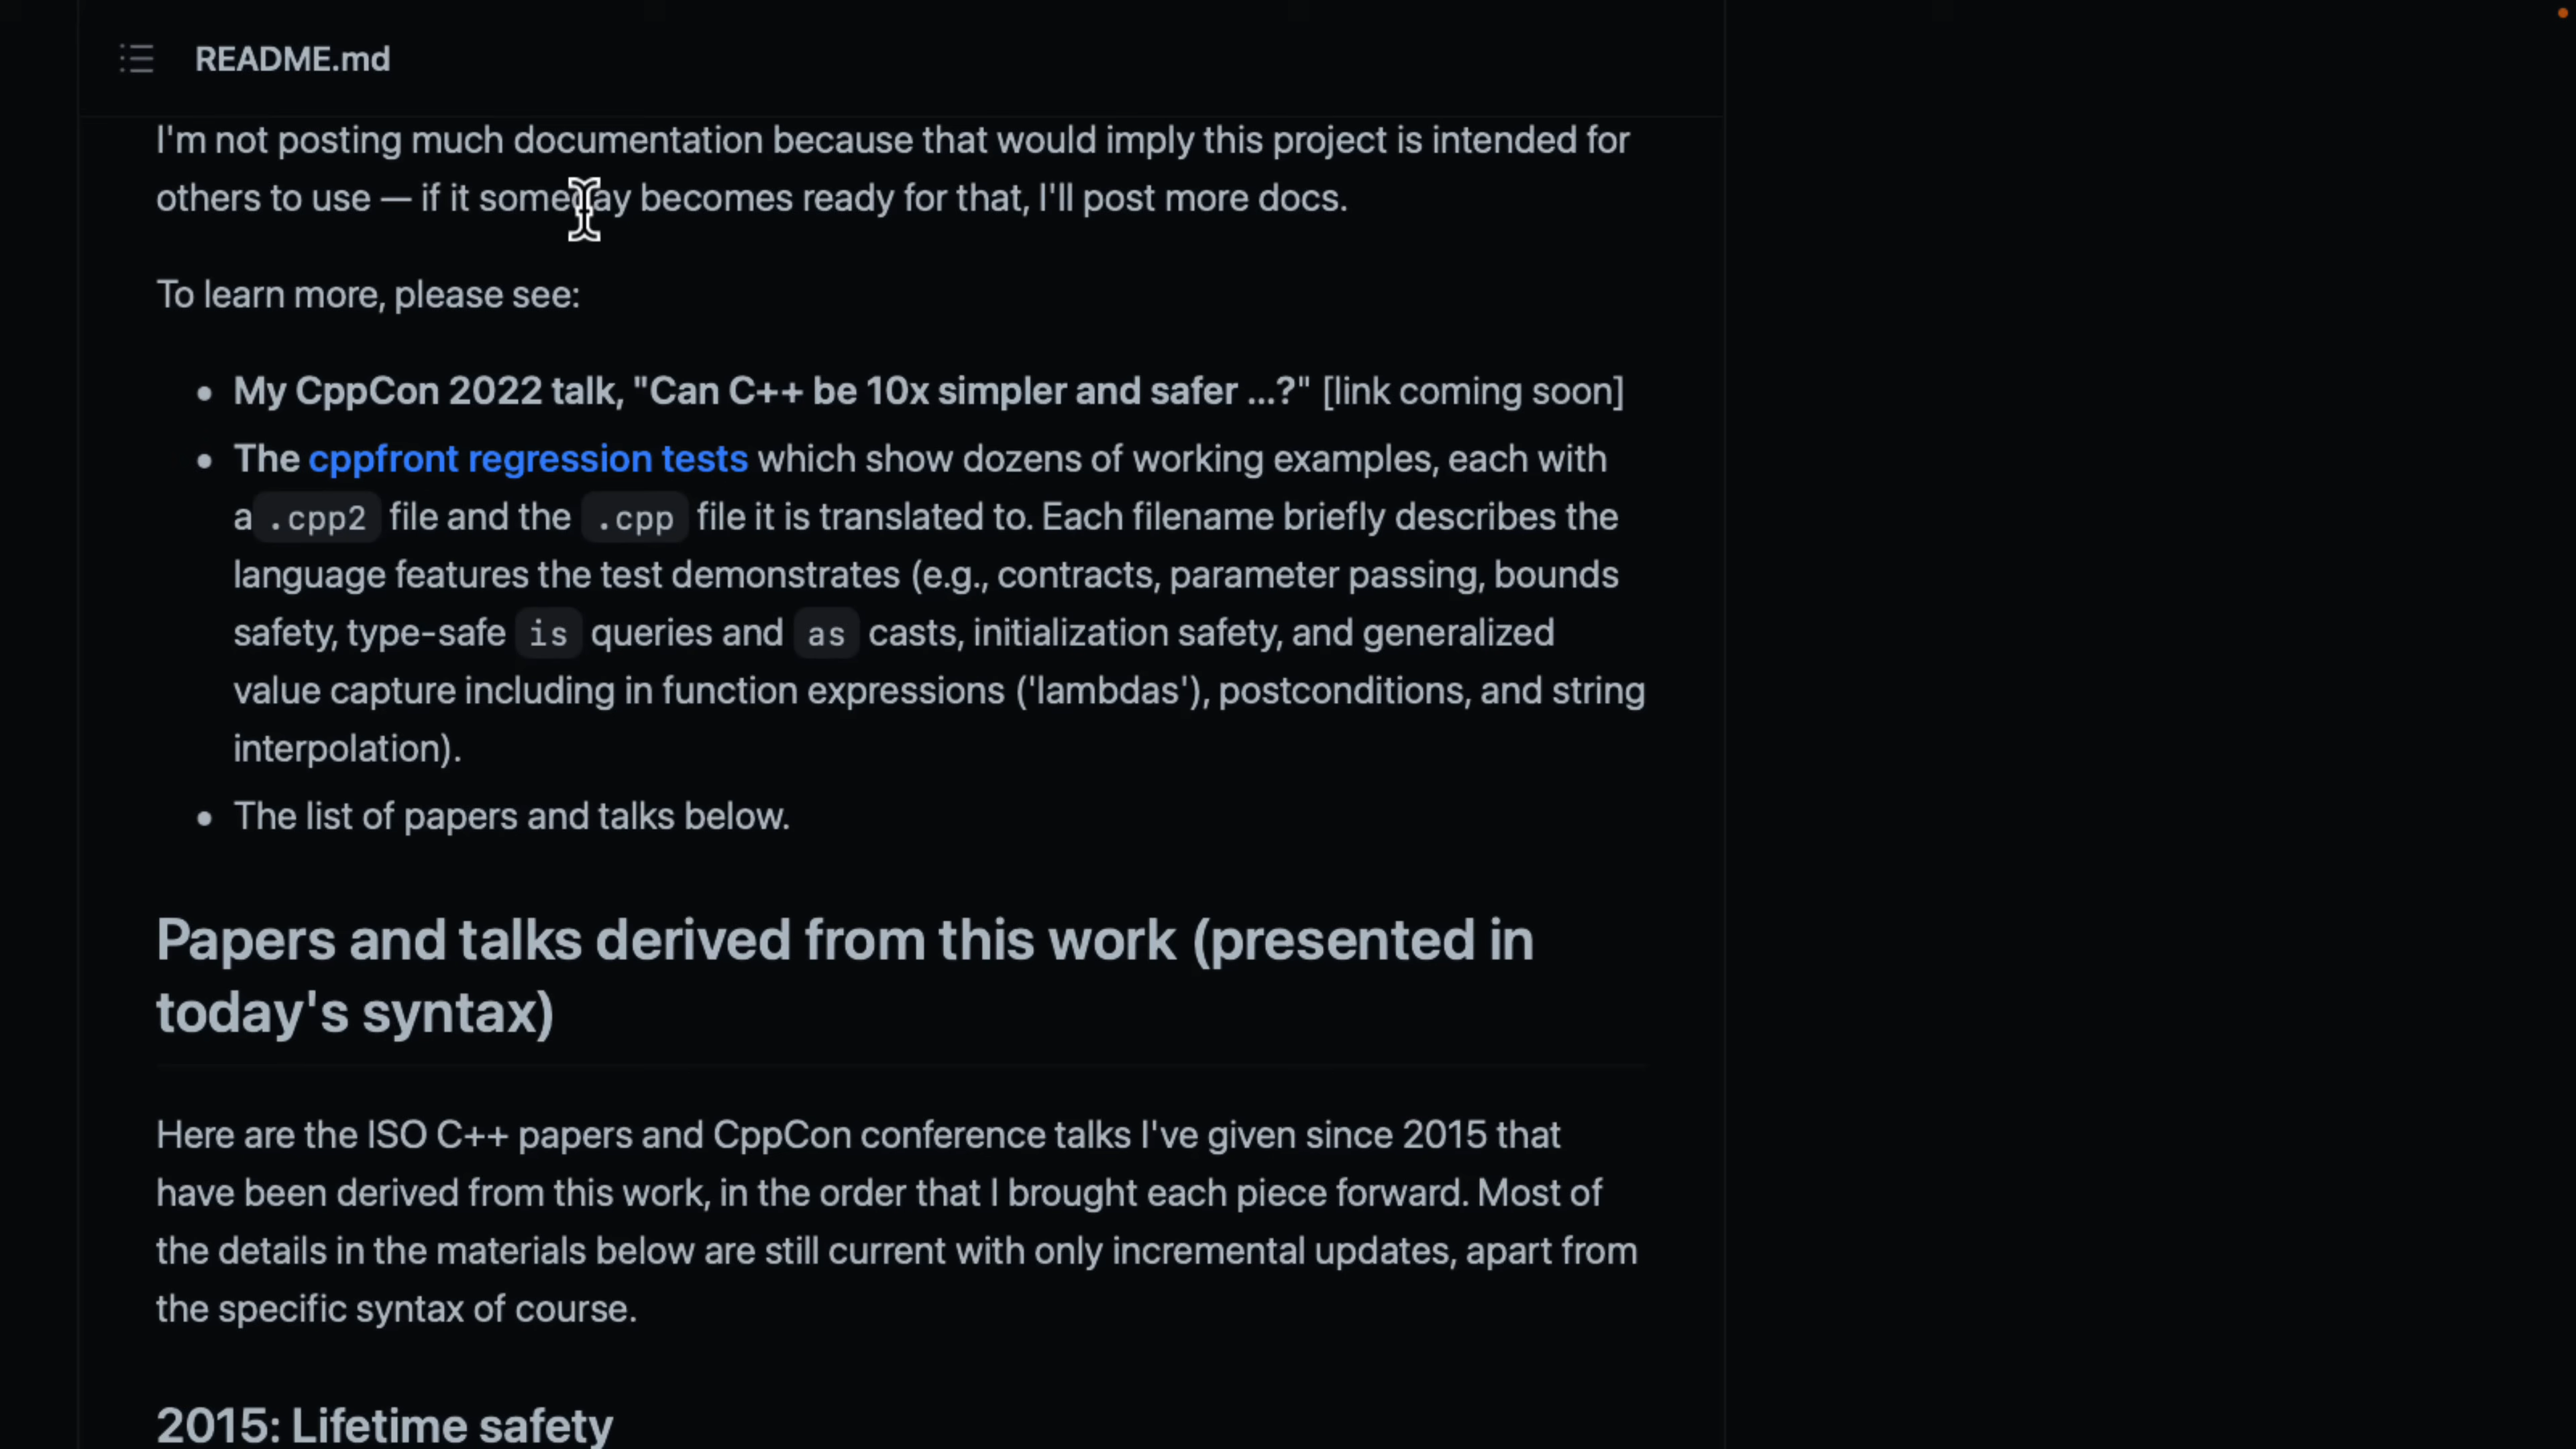 README.md
I'm not posting much documentation because that would imply this project is intended for
others to use — if it someday becomes ready for that, I'll post more docs.
To learn more, please see:
• My CppCon 2022 talk, "Can C++ be 10x simpler and safer ...?" [link coming soon]
• The cppfront regression tests which show dozens of working examples, each with
a .cpp2 file and the .cpp file it is translated to. Each filename briefly describes the
language features the test demonstrates (e.g., contracts, parameter passing, bounds
safety, type-safe is queries and as casts, initialization safety, and generalized
value capture including in function expressions ('lambdas'), postconditions, and string
interpolation).
• The list of papers and talks below.
Papers and talks derived from this work (presented in
today's syntax)
Here are the ISO C++ papers and CppCon conference talks I've given since 2015 that
have been derived from this work, in the order that I brought each piece forward. Most of
the details in the materials below are still current with only incremental updates, apart from
the specific syntax of course.
2015: Lifetime safety